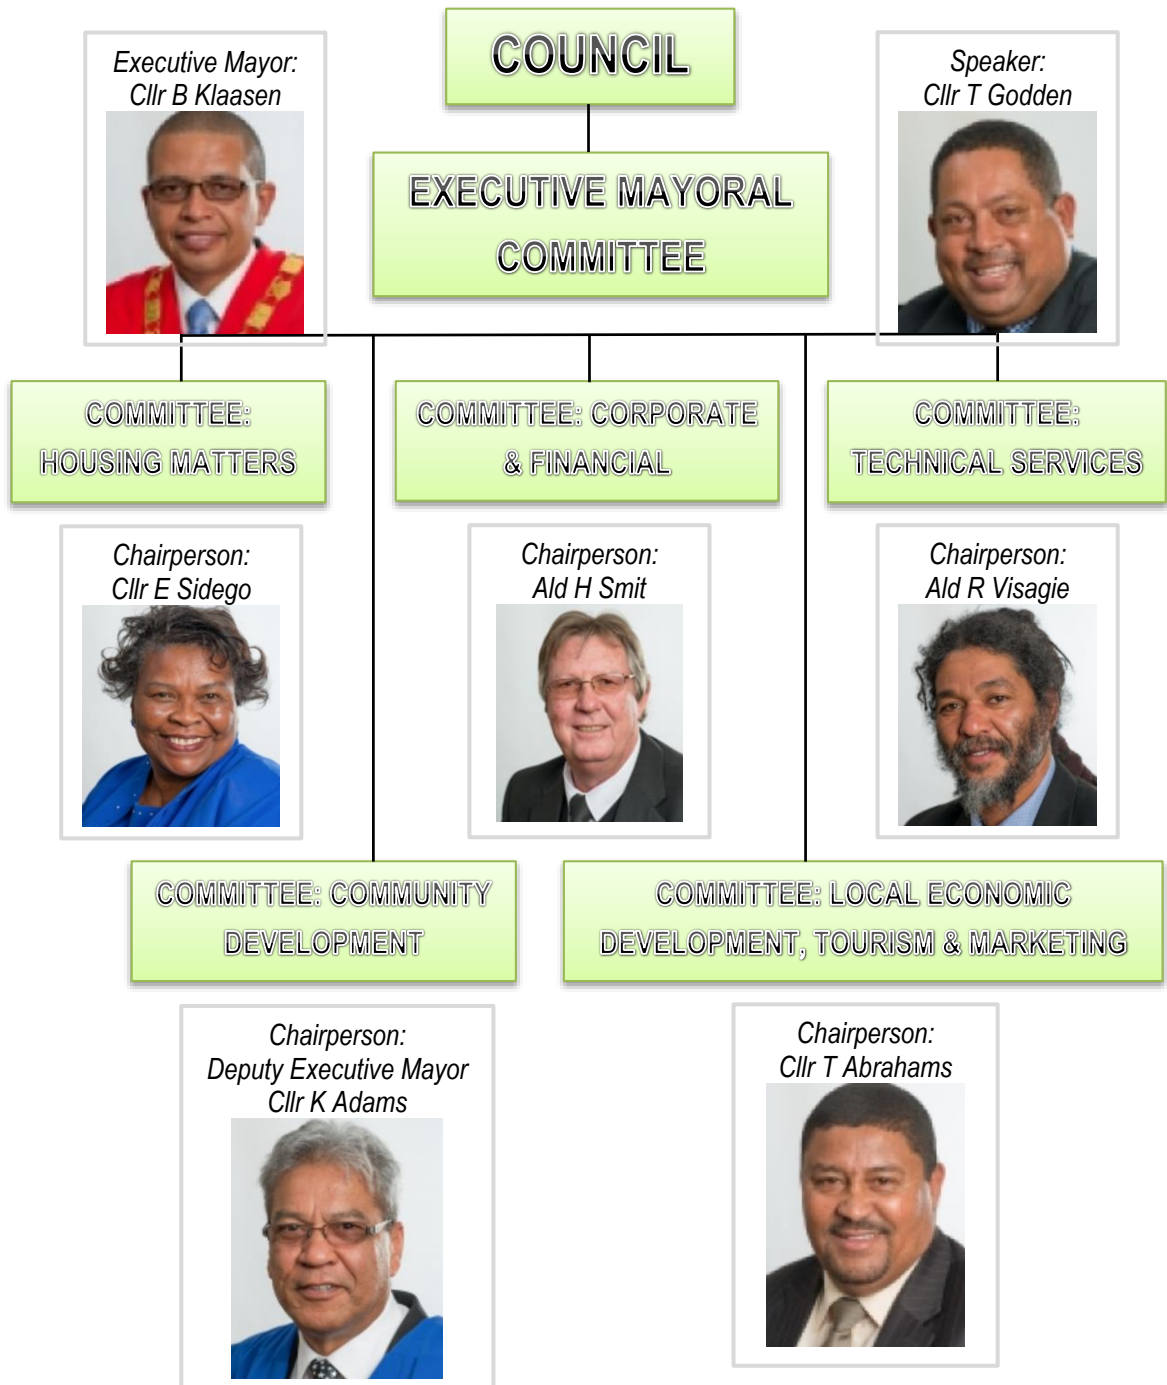 COUNCIL
Executive Mayor:
Cllr B Klaasen
Speaker:
Cllr T Godden
EXECUTIVE MAYORAL
COMMITTEE
COMMITTEE:
HOUSING MATTERS
COMMITTEE: CORPORATE
& FINANCIAL
COMMITTEE:
TECHNICAL SERVICES
Chairperson:
Cllr E Sidego
Chairperson:
Ald H Smit
Chairperson:
Ald R Visagie
COMMITTEE: COMMUNITY
DEVELOPMENT
COMMITTEE: LOCAL ECONOMIC
DEVELOPMENT, TOURISM & MARKETING
Chairperson:
Deputy Executive Mayor
Cllr K Adams
Chairperson:
Cllr T Abrahams